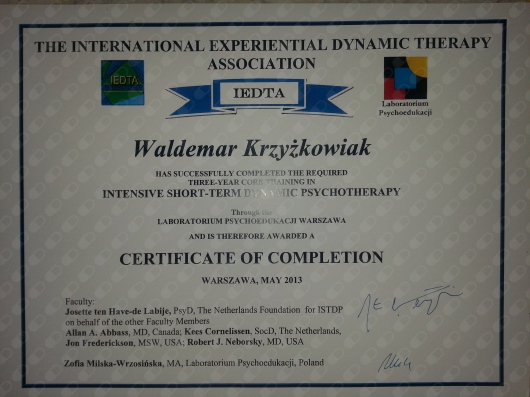 THE INTERNATIONAL EXPERIENTIAL DYNAMIC THERAPY
ASSOCIATION
IEDTA
IEDTA
Laboratorium
Psychoedukacji
Waldemar Krzyżkowiak
HAS SUCCESSFULLY COMPLETED THE REQUIRED
THREE-YEAR CORE TRAINING IN
INTENSIVE SHORT-TERM DYNAMIC PSYCHOTHERAPY
Through the
LABORATORIUM PSYCHOEDUKACJI WARSZAWA
AND IS THEREFORE AWARDED A
CERTIFICATE OF COMPLETION
WARSZAWA, MAY 2013
Faculty:
Josette ten Have-de Labije, PsyD, The Netherlands Foundation for ISTDP
on behalf of the other Faculty Members
Allan A. Abbass, MD, Canada; Kees Cornelissen, SocD, The Netherlands,
Jon Frederickson, MSW, USA; Robert J. Neborsky, MD, USA
Zofia Milska-Wrzosińska, MA, Laboratorium Psychoedukacji, Poland